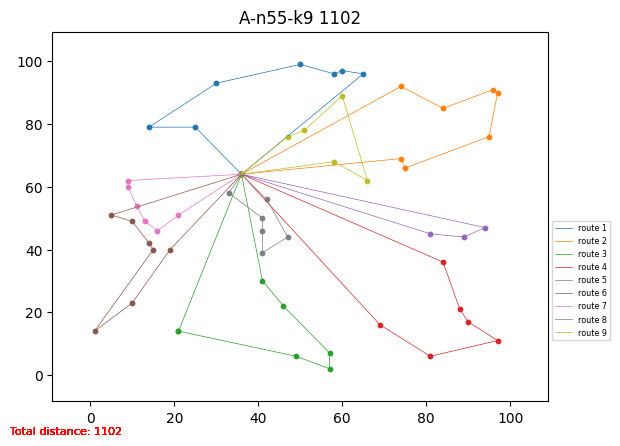 A-n55-k9 1102
100
80
60
40
20
0
0 20 40 60 80 100
route 1
route 2
route 3
route 4
route 5
route 6
route 7
route 8
route 9
Total distance: 1102